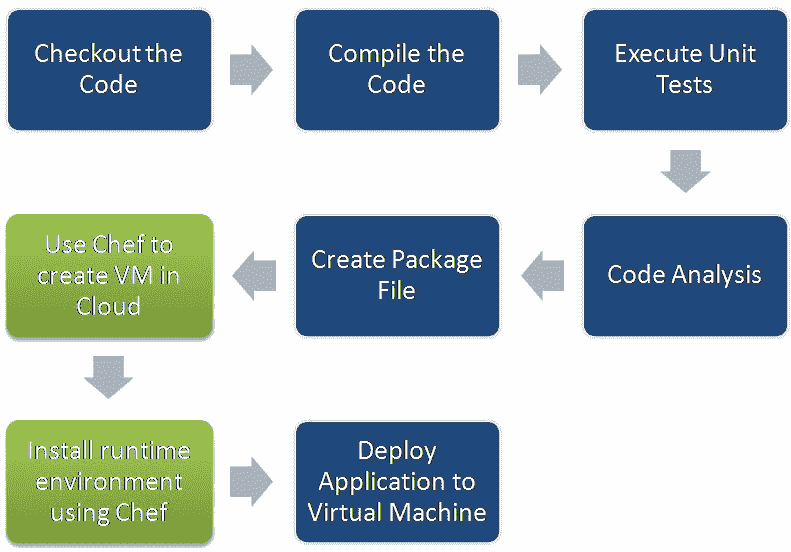 Checkout the
Code
Compile the
Code
Execute Unit
Tests
Code Analysis
Create Package
File
Use Chef to
create VM in
Cloud
Install runtime
environment
using Chef
Deploy
Application to
Virtual Machine